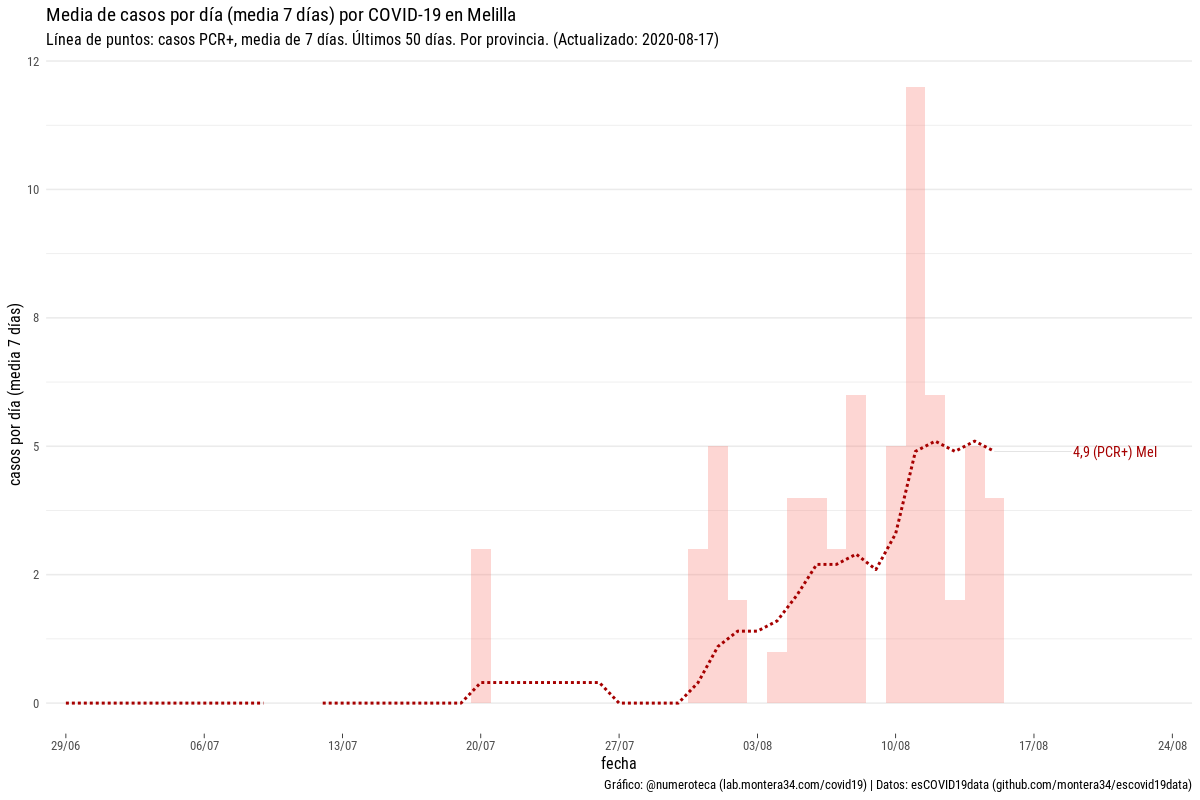 Media de casos por día (media 7 días) por COVID-19 en Melilla
Línea de puntos: casos PCR+, media de 7 días. Últimos 50 días. Por provincia. (Actualizado: 2020-08-17)
casos por día (media 7 días)
12
10
8
5
2
0
4,9 (PCR+) Mel
29/06 06/07 13/07 20/07 27/07 03/08 10/08 17/08 24/08
fecha
Gráfico: @numeroteca (lab.montera34.com/covid19) | Datos: esCOVID19data (github.com/montera34/escovid19data)